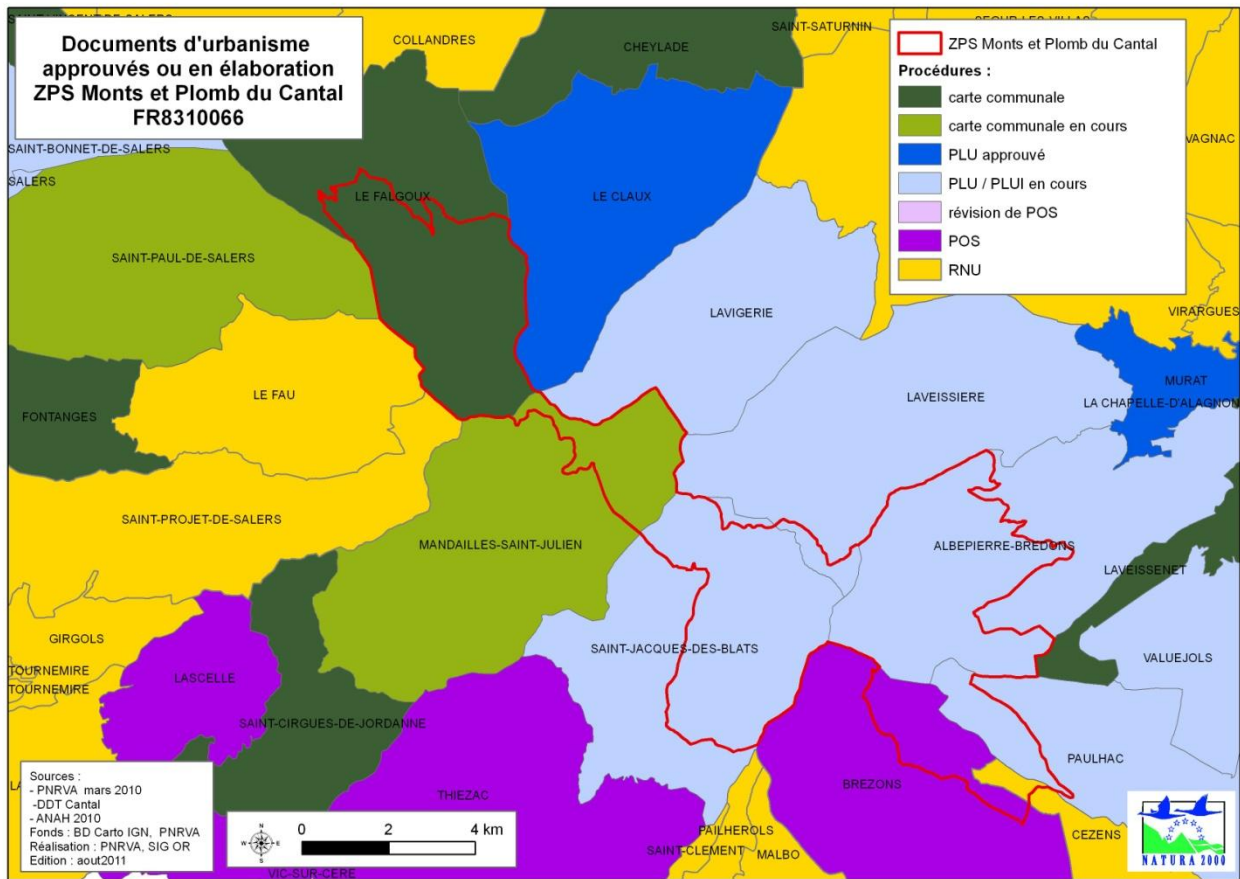 Documents d'urbanisme
approuvés ou en élaboration
ZPS Monts et Plomb du Cantal
FR8310066
ZPS Monts et Plomb du Cantal
Procédures :
carte communale
carte communale en cours
PLU approuvé
PLU / PLUI en cours
révision de POS
POS
RNU
COLLANDRES
CHEYLADE
SAINT-SATURNIN
SAINT-BONNET-DE-SALERS
SALERS
VAGNAC
LE FALGOUX
LE CLAUX
SAINT-PAUL-DE-SALERS
LAVIGERIE
VIRARGUES
LE FAU
LAVEISSIERE
MURAT
LA CHAPELLE-D'ALAGNON
FONTANGES
SAINT-PROJET-DE-SALERS
MANDAILLES-SAINT-JULIEN
ALBEPIERRE-BREDONS
LAVEISSENET
GIRGOLS
TOURNEMIRE
TOURNEMIRE
LASCELLE
SAINT-JACQUES-DES-BLATS
VALUEJOLS
SAINT-CIRGUES-DE-JORDANNE
PAULHAC
BREZONS
THIEZAC
CEZENS
PAILHEROLS
SAINT-CLEMENT
MALBO
VIC-SUR-CERE
Sources :
- PNRVA mars 2010
-DDT Cantal
- ANAH 2010
Fonds : BD Carto IGN, PNRVA
Réalisation : PNRVA, SIG OR
Edition : aout2011
N
W
E
S
0 2 4 km
NATURA 2000